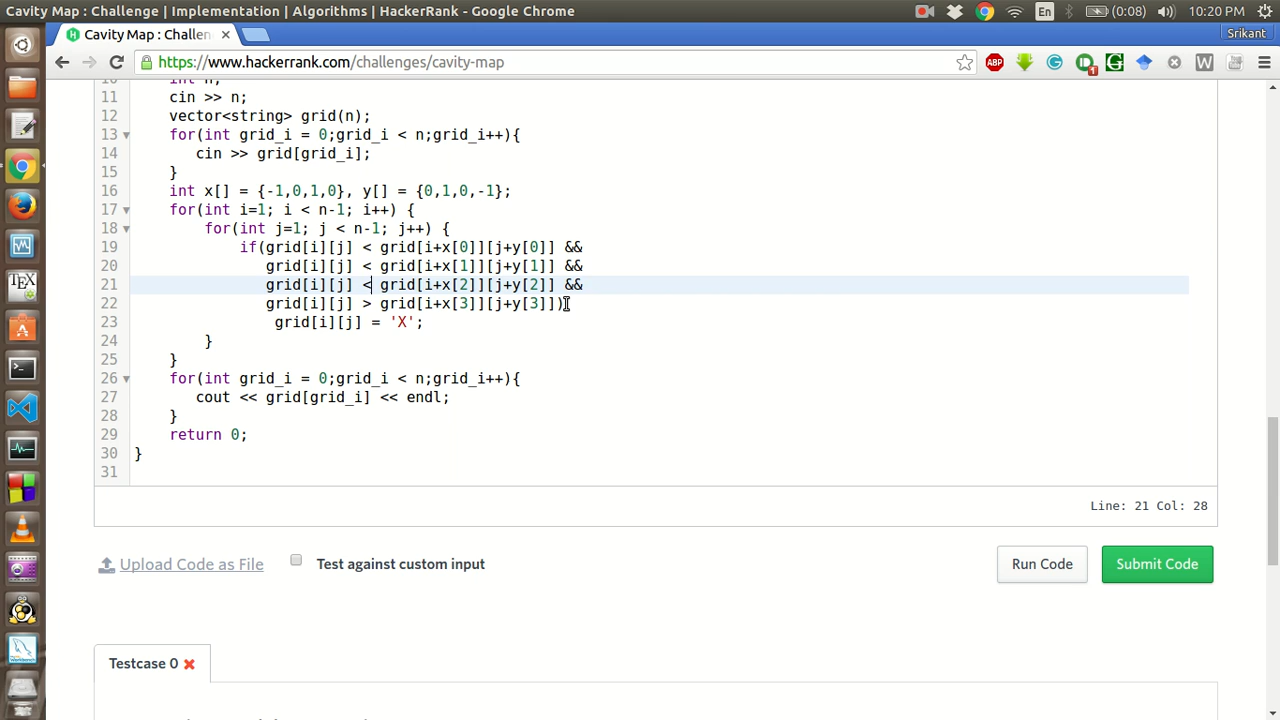 Cavity Map : Challenge | Implementation | Algorithms | HackerRank - Google Chrome
En
(0:08)
10:20 PM
Cavity Map : Challen
Srikant
https://www.hackerrank.com/challenges/cavity-map
ABP
1
G
W
TEX
10 int n;
11 cin >> n;
12 vector<string> grid(n);
13 for(int grid_i = 0;grid_i < n;grid_i++){
14 cin >> grid[grid_i];
15 }
16 int x[] = {-1,0,1,0}, y[] = {0,1,0,-1};
17 for(int i=1; i < n-1; i++) {
18 for(int j=1; j < n-1; j++) {
19 if(grid[i][j] < grid[i+x[0]][j+y[0]] &&
20 grid[i][j] < grid[i+x[1]][j+y[1]] &&
21 grid[i][j] < grid[i+x[2]][j+y[2]] &&
22 grid[i][j] > grid[i+x[3]][j+y[3]])
23 grid[i][j] = 'X';
24 }
25 }
26 for(int grid_i = 0;grid_i < n;grid_i++){
27 cout << grid[grid_i] << endl;
28 }
29 return 0;
30 }
31
Line: 21 Col: 28
Upload Code as File
Test against custom input
Run Code
Submit Code
Testcase 0